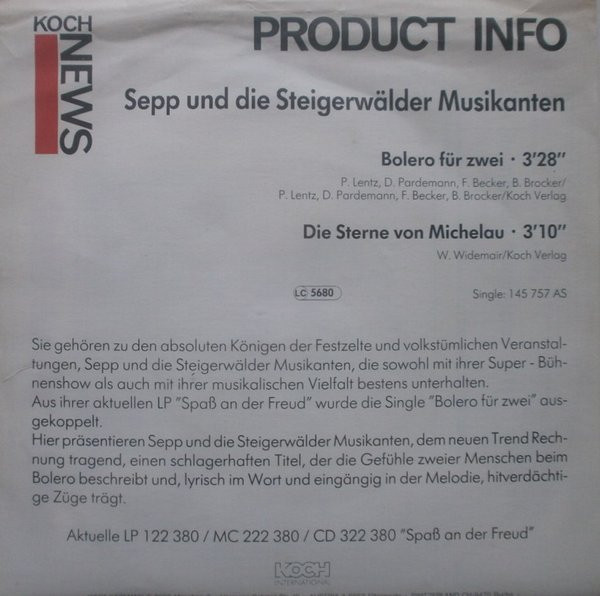 KOCH
NEWS
PRODUCT INFO
Sepp und die Steigerwälder Musikanten
Bolero für zwei · 3'28"
P. Lentz, D. Pardemann, F. Becker, B. Brocker/
P. Lentz, D. Pardemann, F. Becker, B. Brocker/Koch Verlag
Die Sterne von Michelau · 3'10"
W. Widemair/Koch Verlag
LC 5680
Single: 145 757 AS
Sie gehören zu den absoluten Königen der Festzelte und volkstümlichen Veranstal-
tungen, Sepp und die Steigerwälder Musikanten, die sowohl mit ihrer Super - Büh-
nenshow als auch mit ihrer musikalischen Vielfalt bestens unterhalten.
Aus ihrer aktuellen LP "Spaß an der Freud" wurde die Single "Bolero für zwei" aus-
gekoppelt.
Hier präsentieren Sepp und die Steigerwälder Musikanten, dem neuen Trend Rech-
nung tragend, einen schlagerhaften Titel, der die Gefühle zweier Menschen beim
Bolero beschreibt und, lyrisch im Wort und eingängig in der Melodie, hitverdächti-
ge Züge trägt.
Aktuelle LP 122 380 / MC 222 380 / CD 322 380 "Spaß an der Freud"
KOCH
INTERNATIONAL